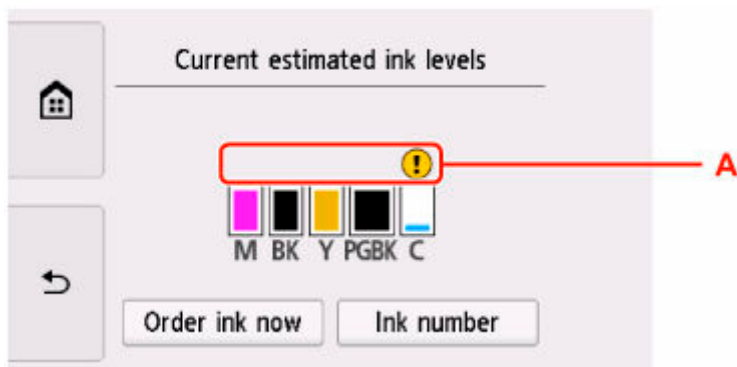 Current estimated ink levels
!
A
M BK Y PGBK C
Order ink now Ink number